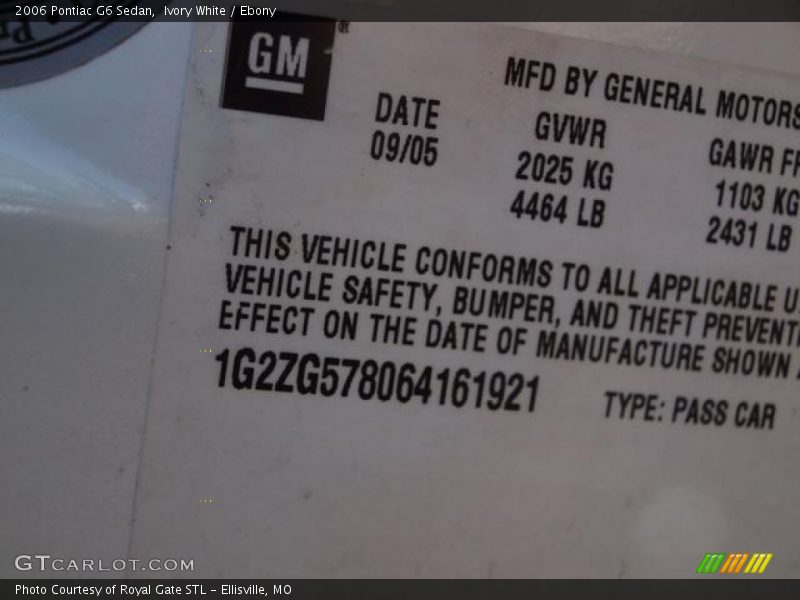 2006 Pontiac G6 Sedan, Ivory White / Ebony
GM®
MFD BY GENERAL MOTORS
DATE GVWR GAWR
09/05 2025 KG 1103 KG
4464 LB 2431 LB
THIS VEHICLE CONFORMS TO ALL APPLICABLE
VEHICLE SAFETY, BUMPER, AND THEFT
EFFECT ON THE DATE OF MANUFACTURE SHOWN
1G2ZG578064161921 TYPE: PASS CAR
GTCARLOT.COM
Photo Courtesy of Royal Gate STL – Ellisville, MO